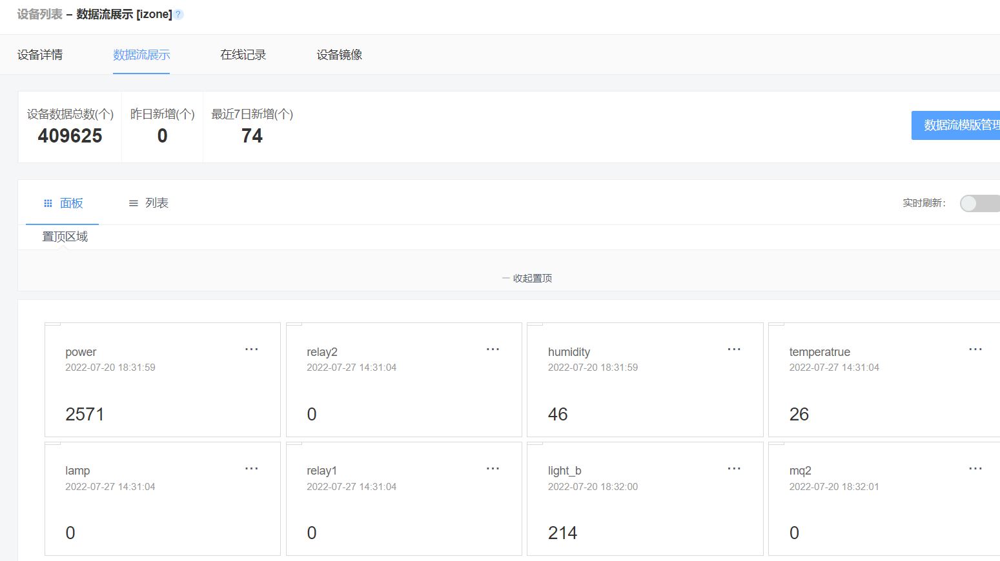 设备列表 – 数据流展示 [izone] ?
设备详情 数据流展示 在线记录 设备镜像
设备数据总数(个) 昨日新增(个) 最近7日新增(个)
409625 0 74
数据流模版管理
面板 列表 实时刷新：
置顶区域
收起置顶
power ... relay2 ... humidity ... temperatrue ...
2022-07-20 18:31:59 2022-07-27 14:31:04 2022-07-20 18:31:59 2022-07-27 14:31:04
2571 0 46 26
lamp ... relay1 ... light_b ... mq2 ...
2022-07-27 14:31:04 2022-07-27 14:31:04 2022-07-20 18:32:00 2022-07-20 18:32:01
0 0 214 0